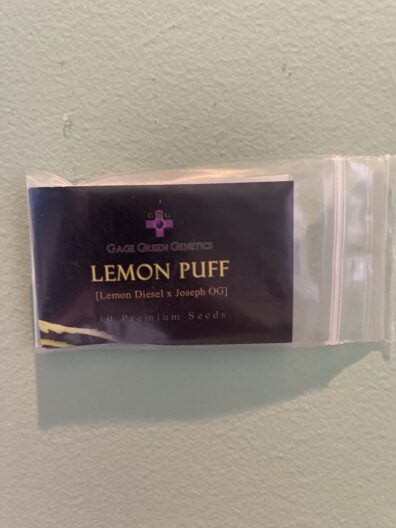 GAGE GREEN GENETICS
LEMON PUFF
[Lemon Diesel x Joseph OG]
10 Premium Seeds